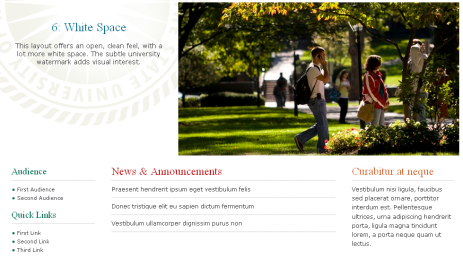 6: White Space
This layout offers an open, clean feel, with a
lot more white space. The subtle university
watermark adds visual interest.
Audience
First Audience
Second Audience
Quick Links
First Link
Second Link
Third Link
News & Announcements
Praesent hendrerit ipsum eget vestibulum felis
Donec tristique elit eu sapien dictum fermentum
Vestibulum ullamcorper dignissim purus non
Curabitur at neque
Vestibulum nisi ligula, faucibus
sed placerat ornare, porttitor
interdum est. Pellentesque
ultrices, urna adipiscing hendrerit
porta, ligula magna tincidunt
lorem, a porta neque quam ut
lectus.